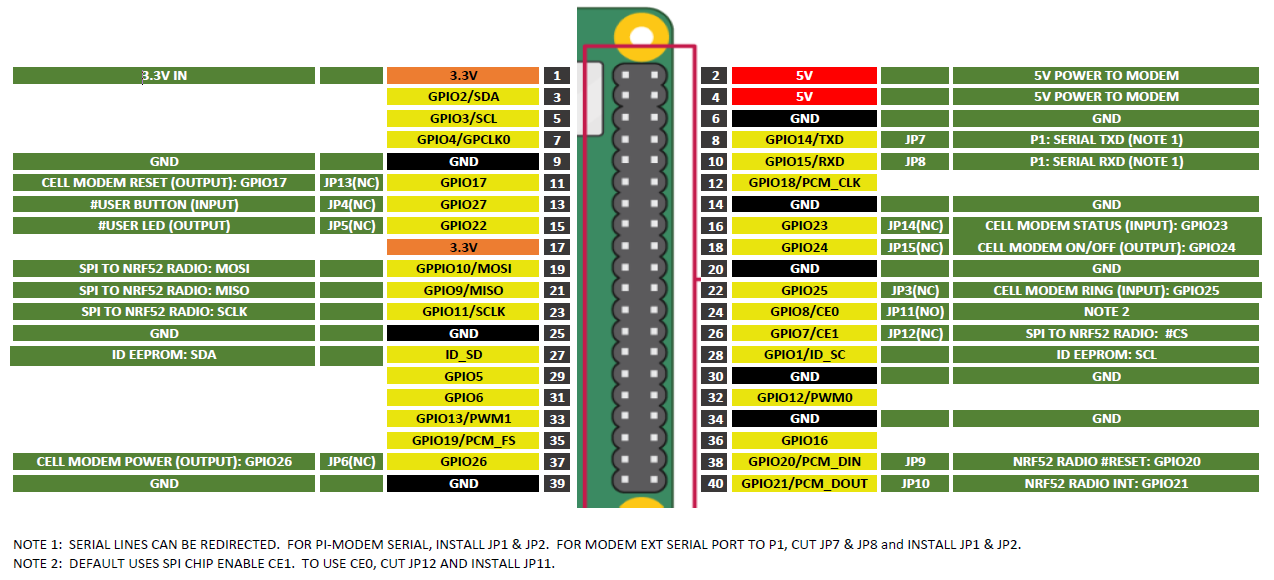 3.3V IN 3.3V 1 2 5V 5V POWER TO MODEM
GPIO2/SDA 3 4 5V 5V POWER TO MODEM
GPIO3/SCL 5 6 GND GND
GPIO4/GPCLK0 7 8 GPIO14/TXD JP7 P1: SERIAL TXD (NOTE 1)
GND GND 9 10 GPIO15/RXD JP8 P1: SERIAL RXD (NOTE 1)
CELL MODEM RESET (OUTPUT): GPIO17 JP13(NC) GPIO17 11 12 GPIO18/PCM_CLK
#USER BUTTON (INPUT) JP4(NC) GPIO27 13 14 GND GND
#USER LED (OUTPUT) JP5(NC) GPIO22 15 16 GPIO23 JP14(NC) CELL MODEM STATUS (INPUT): GPIO23
3.3V 17 18 GPIO24 JP15(NC) CELL MODEM ON/OFF (OUTPUT): GPIO24
SPI TO NRF52 RADIO: MOSI GPPIO10/MOSI 19 20 GND GND
SPI TO NRF52 RADIO: MISO GPIO9/MISO 21 22 GPIO25 JP3(NC) CELL MODEM RING (INPUT): GPIO25
SPI TO NRF52 RADIO: SCLK GPIO11/SCLK 23 24 GPIO8/CE0 JP11(NO) NOTE 2
GND GND 25 26 GPIO7/CE1 JP12(NC) SPI TO NRF52 RADIO: #CS
ID EEPROM: SDA ID_SD 27 28 GPIO1/ID_SC ID EEPROM: SCL
GPIO5 29 30 GND GND
GPIO6 31 32 GPIO12/PWM0
GPIO13/PWM1 33 34 GND GND
GPIO19/PCM_FS 35 36 GPIO16
CELL MODEM POWER (OUTPUT): GPIO26 JP6(NC) GPIO26 37 38 GPIO20/PCM_DIN JP9 NRF52 RADIO #RESET: GPIO20
GND GND 39 40 GPIO21/PCM_DOUT JP10 NRF52 RADIO INT: GPIO21
NOTE 1: SERIAL LINES CAN BE REDIRECTED. FOR PI-MODEM SERIAL, INSTALL JP1 & JP2. FOR MODEM EXT SERIAL PORT TO P1, CUT JP7 & JP8 and INSTALL JP1 & JP2.
NOTE 2: DEFAULT USES SPI CHIP ENABLE CE1. TO USE CE0, CUT JP12 AND INSTALL JP11.